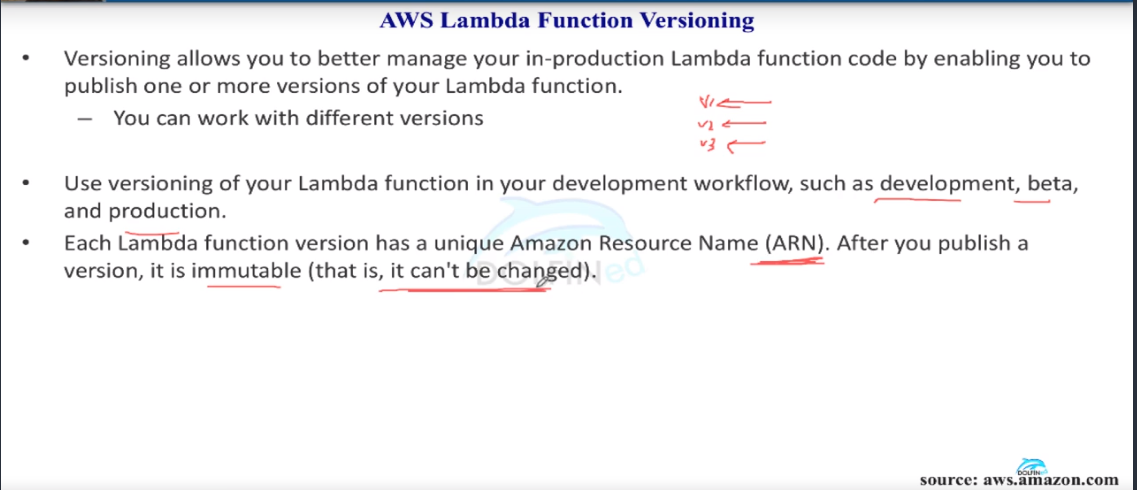 AWS Lambda Function Versioning
• Versioning allows you to better manage your in-production Lambda function code by enabling you to
publish one or more versions of your Lambda function.
– You can work with different versions
V1
v2
v3
• Use versioning of your Lambda function in your development workflow, such as development, beta,
and production.
• Each Lambda function version has a unique Amazon Resource Name (ARN). After you publish a
version, it is immutable (that is, it can't be changed).
DOLFINed
DOLFINed
source: aws.amazon.com